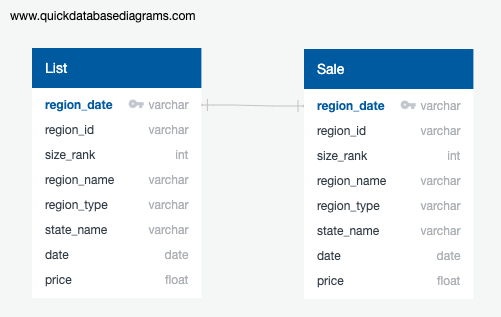 www.quickdatabasediagrams.com
List
region_date varchar
region_id varchar
size_rank int
region_name varchar
region_type varchar
state_name varchar
date date
price float
Sale
region_date varchar
region_id varchar
size_rank int
region_name varchar
region_type varchar
state_name varchar
date date
price float